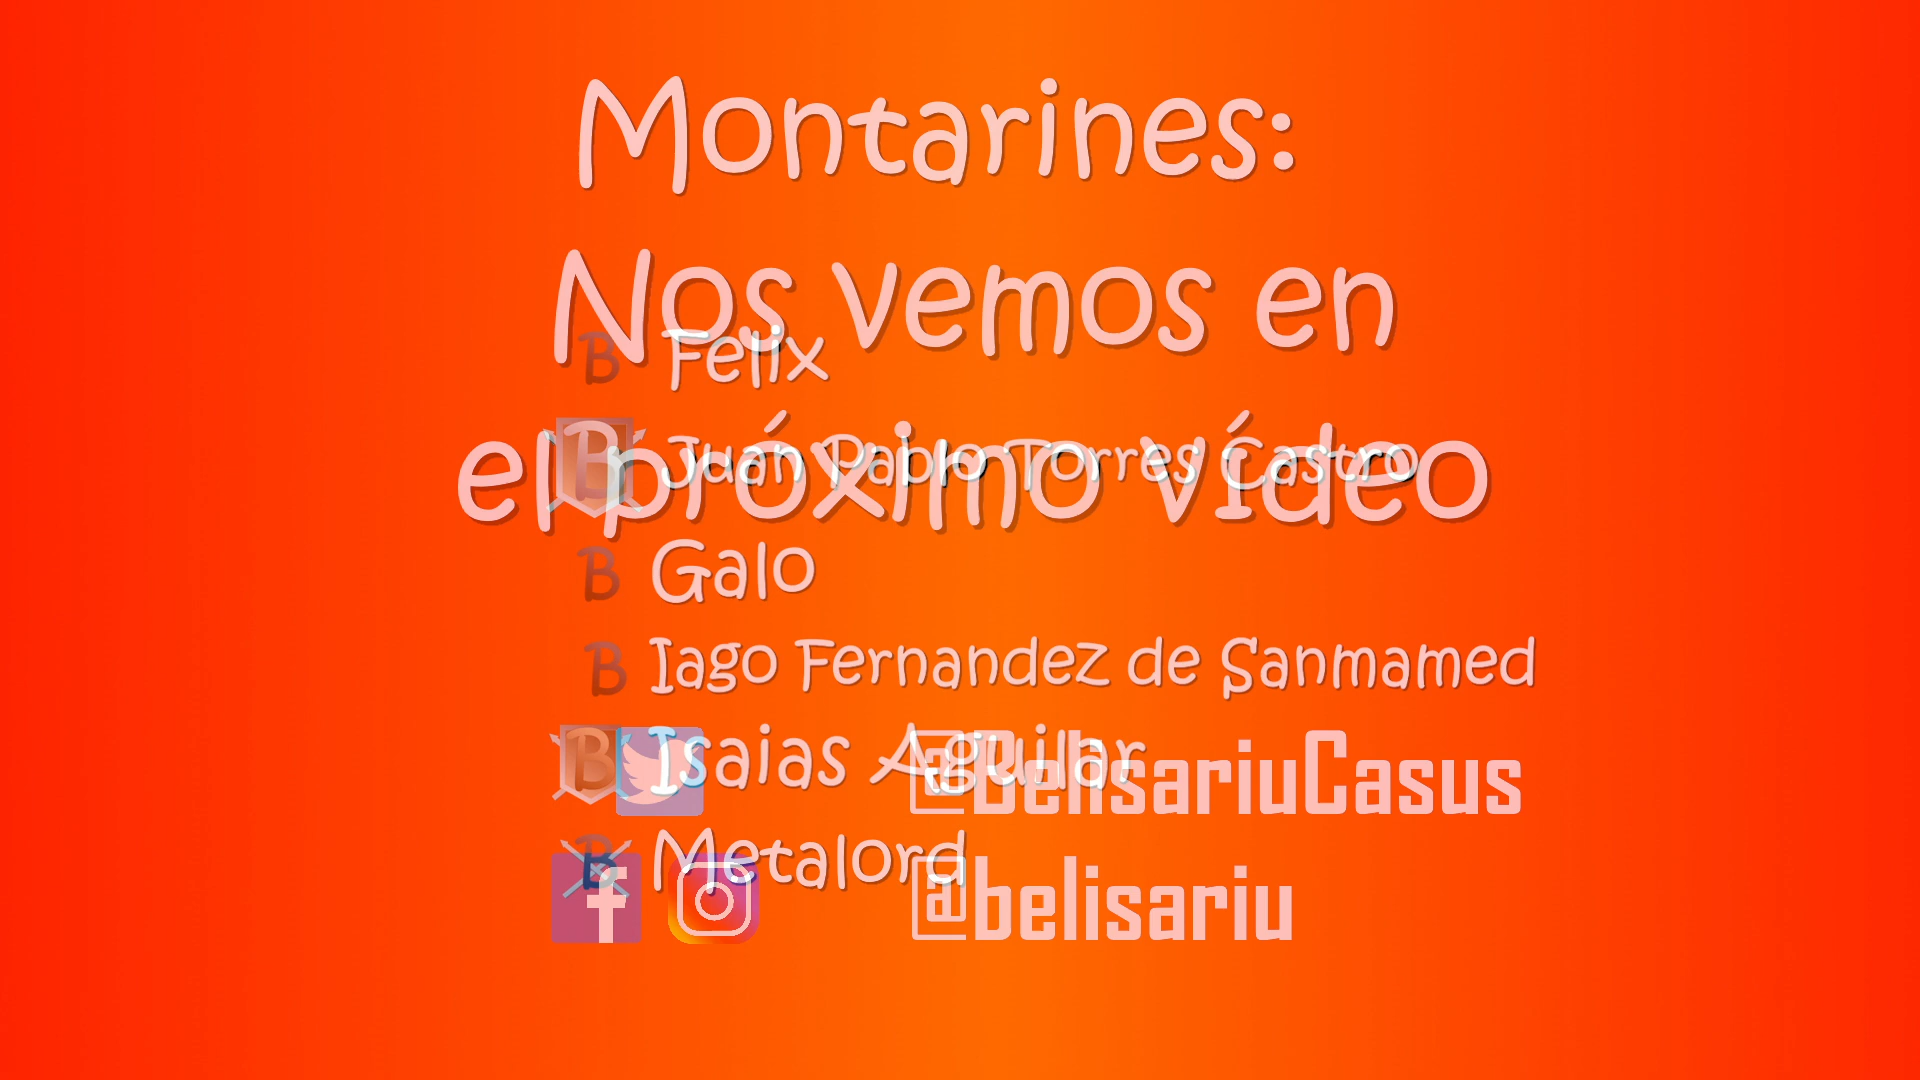 Montarines:
Nos vemos en
B Felix
el próximo vídeo
B Juan Pablo Torres Castro
B Galo
B Iago Fernandez de Sanmamed
B Isaias Aguilar
@BelisariuCasus
B Metalord
@belisariu